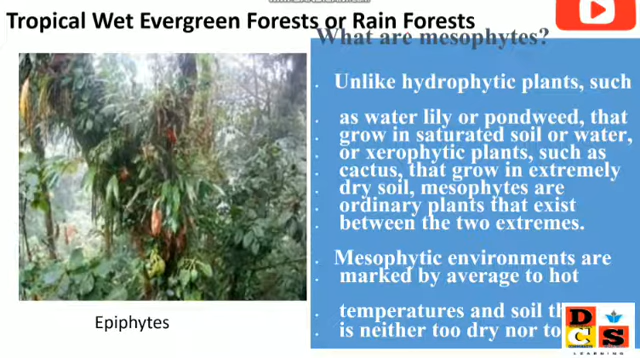 Tropical Wet Evergreen Forests or Rain Forests
What are mesophytes?
Unlike hydrophytic plants, such
as water lily or pondweed, that
grow in saturated soil or water,
or xerophytic plants, such as
cactus, that grow in extremely
dry soil, mesophytes are
ordinary plants that exist
between the two extremes.
Mesophytic environments are
marked by average to hot
temperatures and soil th
is neither too dry nor to
Epiphytes
D
C S
LEARNING